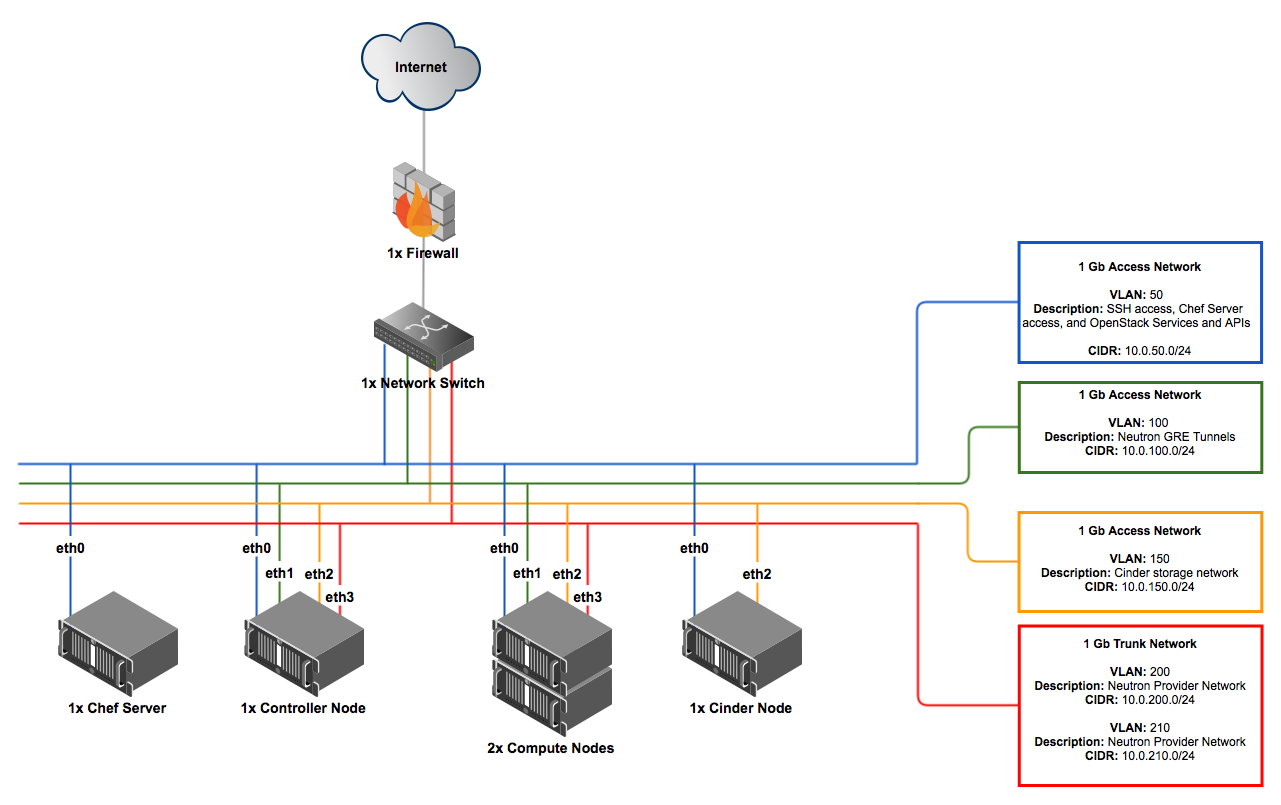 Internet
1x Firewall
1x Network Switch
1 Gb Access Network
VLAN: 50
Description: SSH access, Chef Server
access, and OpenStack Services and APIs
CIDR: 10.0.50.0/24
1 Gb Access Network
VLAN: 100
Description: Neutron GRE Tunnels
CIDR: 10.0.100.0/24
1 Gb Access Network
VLAN: 150
Description: Cinder storage network
CIDR: 10.0.150.0/24
1 Gb Trunk Network
VLAN: 200
Description: Neutron Provider Network
CIDR: 10.0.200.0/24
VLAN: 210
Description: Neutron Provider Network
CIDR: 10.0.210.0/24
eth0
1x Chef Server
eth0
eth1
eth2
eth3
1x Controller Node
eth0
eth1
eth2
eth3
2x Compute Nodes
eth0
eth2
1x Cinder Node